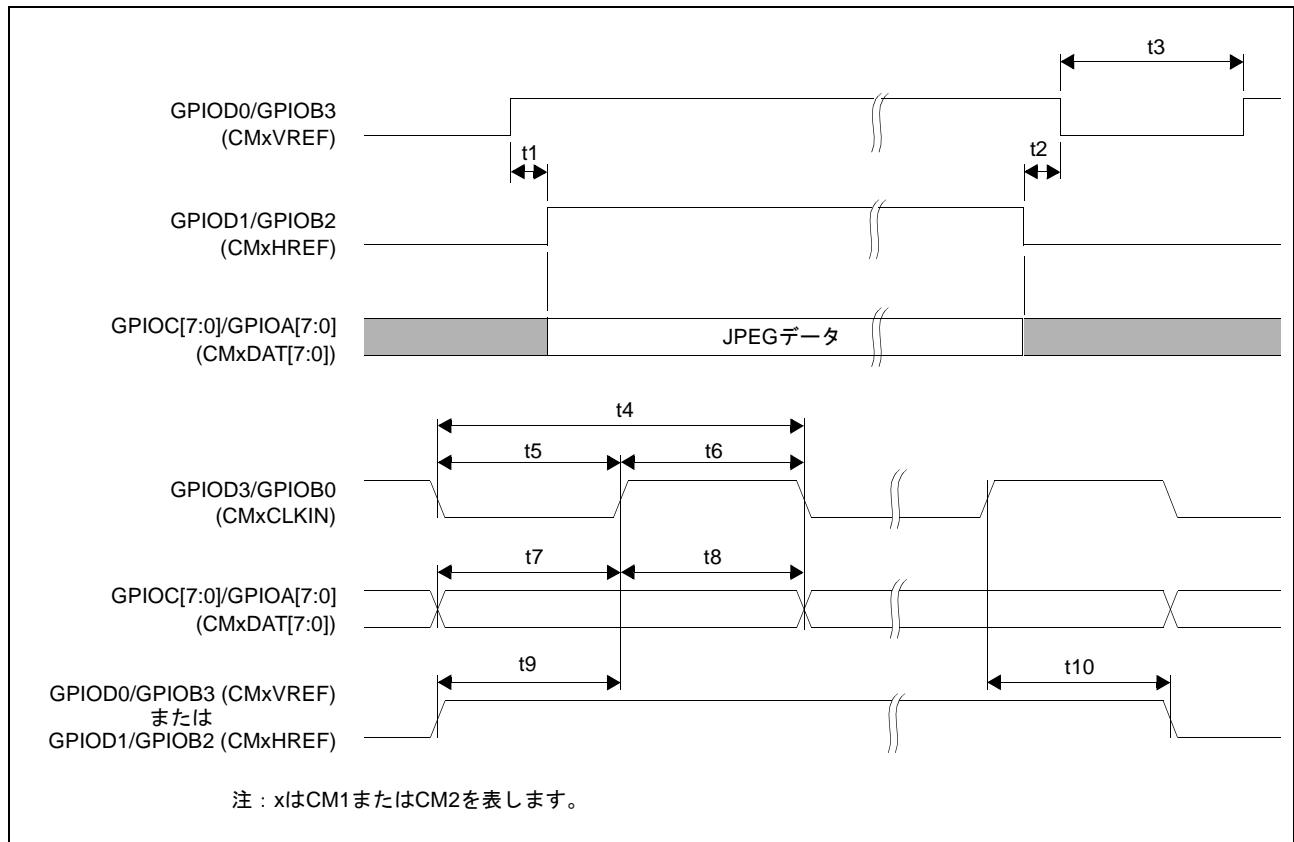 t3
GPIOD0/GPIOB3
(CMxVREF)
t1
t2
GPIOD1/GPIOB2
(CMxHREF)
GPIOC[7:0]/GPIOA[7:0]
(CMxDAT[7:0])
JPEGデータ
t4
t5
t6
GPIOD3/GPIOB0
(CMxCLKIN)
t7
t8
GPIOC[7:0]/GPIOA[7:0]
(CMxDAT[7:0])
t9
t10
GPIOD0/GPIOB3 (CMxVREF)
または
GPIOD1/GPIOB2 (CMxHREF)
注：xはCM1またはCM2を表します。